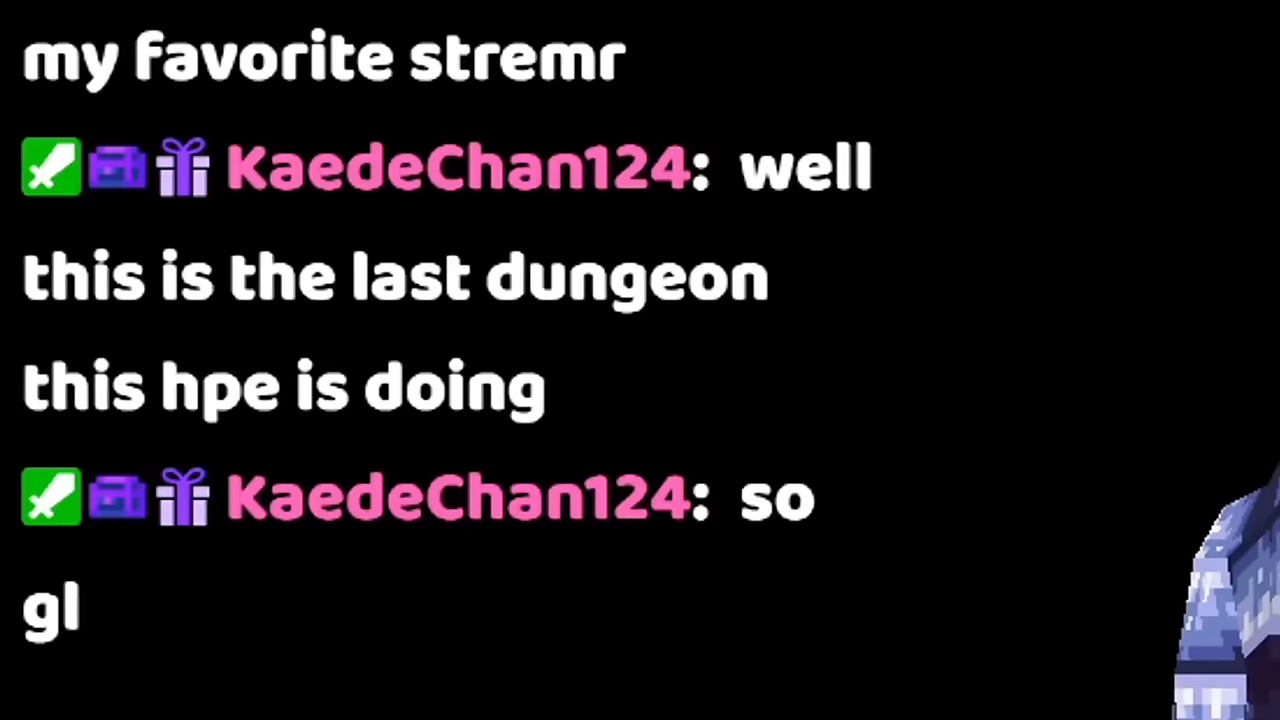 my favorite stremr
KaedeChan124: well
this is the last dungeon
this hpe is doing
KaedeChan124: so
gl